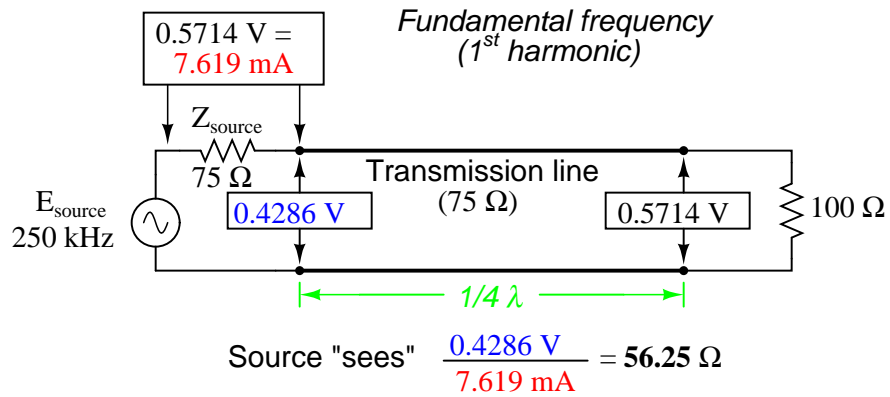 Fundamental frequency
(1st harmonic)
0.5714 V =
7.619 mA
Zsource
75 Ω
Esource
250 kHz
Transmission line
(75 Ω)
0.4286 V
0.5714 V
100 Ω
1/4 λ
Source "sees" 0.4286 V / 7.619 mA = 56.25 Ω